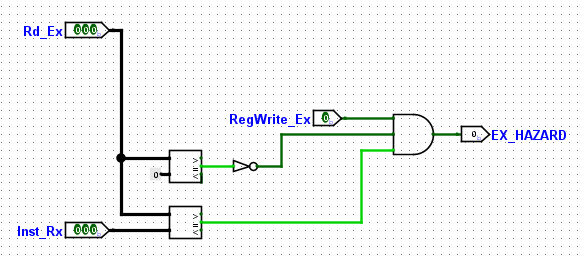 Rd_Ex 000
RegWrite_Ex 0
0 EX_HAZARD
0 > = <
Inst_Rx 000
> = <